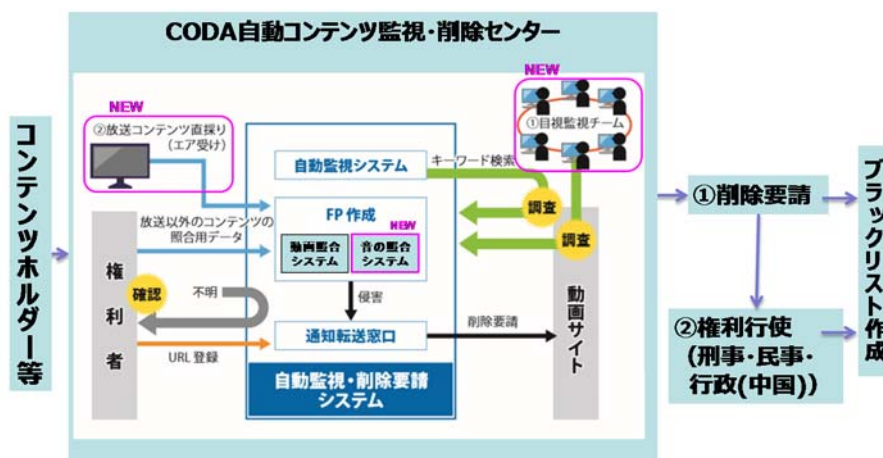 CODA自動コンテンツ監視・削除センター
コンテンツホルダー等
NEW
②放送コンテンツ直採り
(エア受け)
NEW
①目視監視チーム
自動監視システム
キーワード検索
調査
調査
放送以外のコンテンツの
照合用データ
FP 作成
動画監合
システム
NEW
音の監合
システム
権利者
確認
不明
侵害
通知転送窓口
削除要請
URL 登録
自動監視・削除要請
システム
動画サイト
①削除要請
②権利行使
(刑事・民事・
行政(中国))
ブラックリスト作成